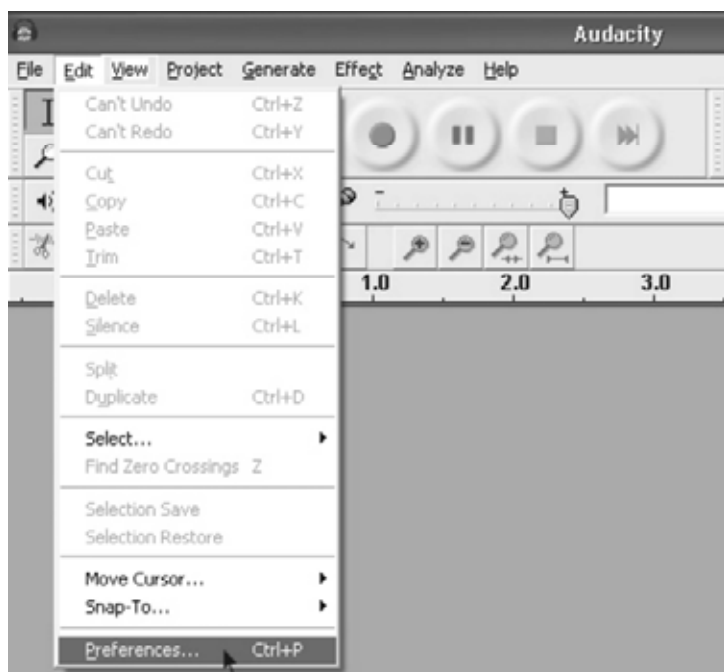 Audacity
File Edit View Project Generate Effect Analyze Help
Can't Undo Ctrl+Z
Can't Redo Ctrl+Y
Cut Ctrl+X
Copy Ctrl+C
Paste Ctrl+V
Trim Ctrl+T
1.0 2.0 3.0
Delete Ctrl+K
Silence Ctrl+L
Split
Duplicate Ctrl+D
Select...
Find Zero Crossings Z
Selection Save
Selection Restore
Move Cursor...
Snap-To...
Preferences... Ctrl+P